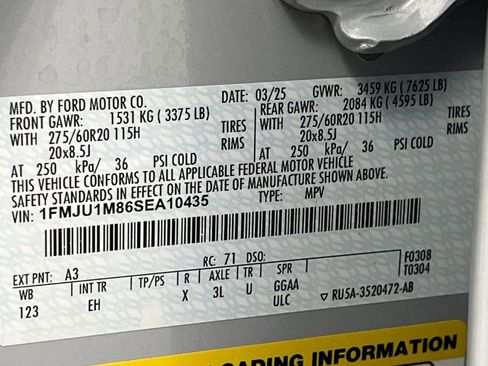 MFD. BY FORD MOTOR CO. DATE: 03/25 GVWR: 3459 KG (7625 LB)
FRONT GAWR: 1531 KG (3375 LB) REAR GAWR: 2084 KG (4595 LB)
WITH 275/60R20 115H TIRES WITH 275/60R20 115H TIRES
20x8.5J RIMS 20x8.5J RIMS
AT 250 kPa/ 36 PSI COLD AT 250 kPa/ 36 PSI COLD
THIS VEHICLE CONFORMS TO ALL APPLICABLE FEDERAL MOTOR VEHICLE
SAFETY STANDARDS IN EFFECT ON THE DATE OF MANUFACTURE SHOWN ABOVE.
VIN: 1FMJU1M86SEA10435 TYPE: MPV
EXT PNT: A3 RC: 71 DSO: F0308
WB INT TR TP/PS R AXLE TR SPR T0304
123 EH X 3L U GGAA
ULC ▽ RU5A-3520472-AB
LOADING INFORMATION